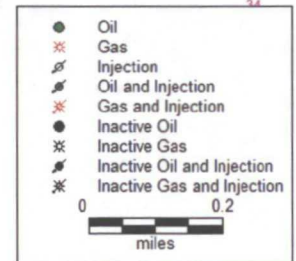 34
Oil
Gas
Injection
Oil and Injection
Gas and Injection
Inactive Oil
Inactive Gas
Inactive Oil and Injection
Inactive Gas and Injection
0 0.2
miles